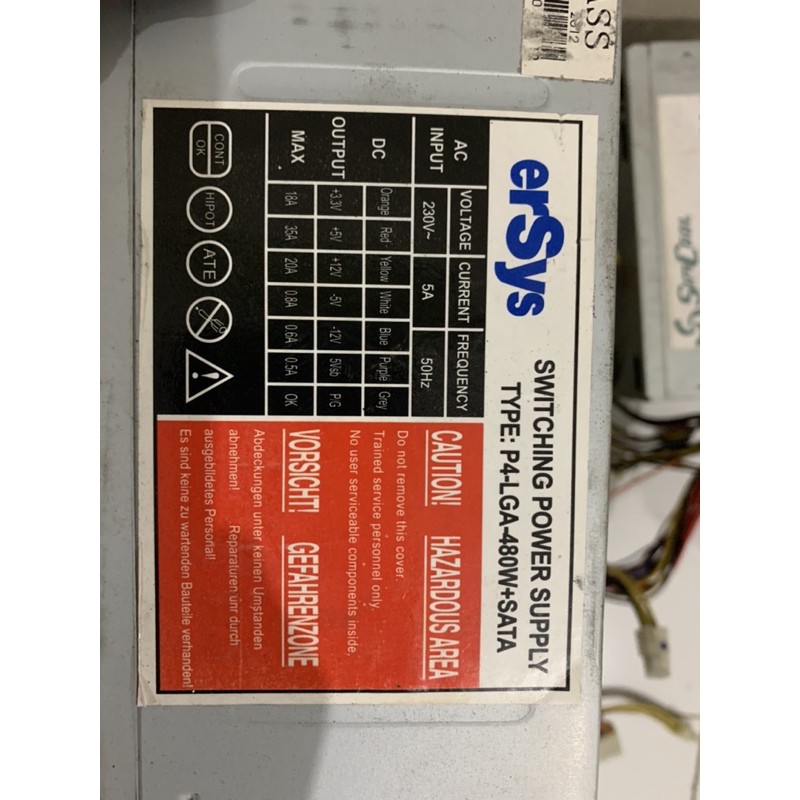 erSys
SWITCHING POWER SUPPLY
TYPE: P4-LGA-480W+SATA
AC INPUT VOLTAGE CURRENT FREQUENCY
230V~ 5A 50Hz
DC OUTPUT Orange Red Yellow White Blue Purple Grey
+3.3V +5V +12V -5V -12V 5Vsb P/G
MAX 18A 35A 20A 0.8A 0.6A 0.5A OK
CONT OK HIPOT ATE
CAUTION! HAZARDOUS AREA
Do not remove this cover.
Trained service personnel only
No user serviceable components inside.
VORSICHT! GEFAHRENZONE
Abdeckungen unter keinen Umständen
abnehmen! Reparaturen ünr durch
ausgebildetes Personal!
Es sind keine zu wartenden Bauteile verhanden!
ASS
2012